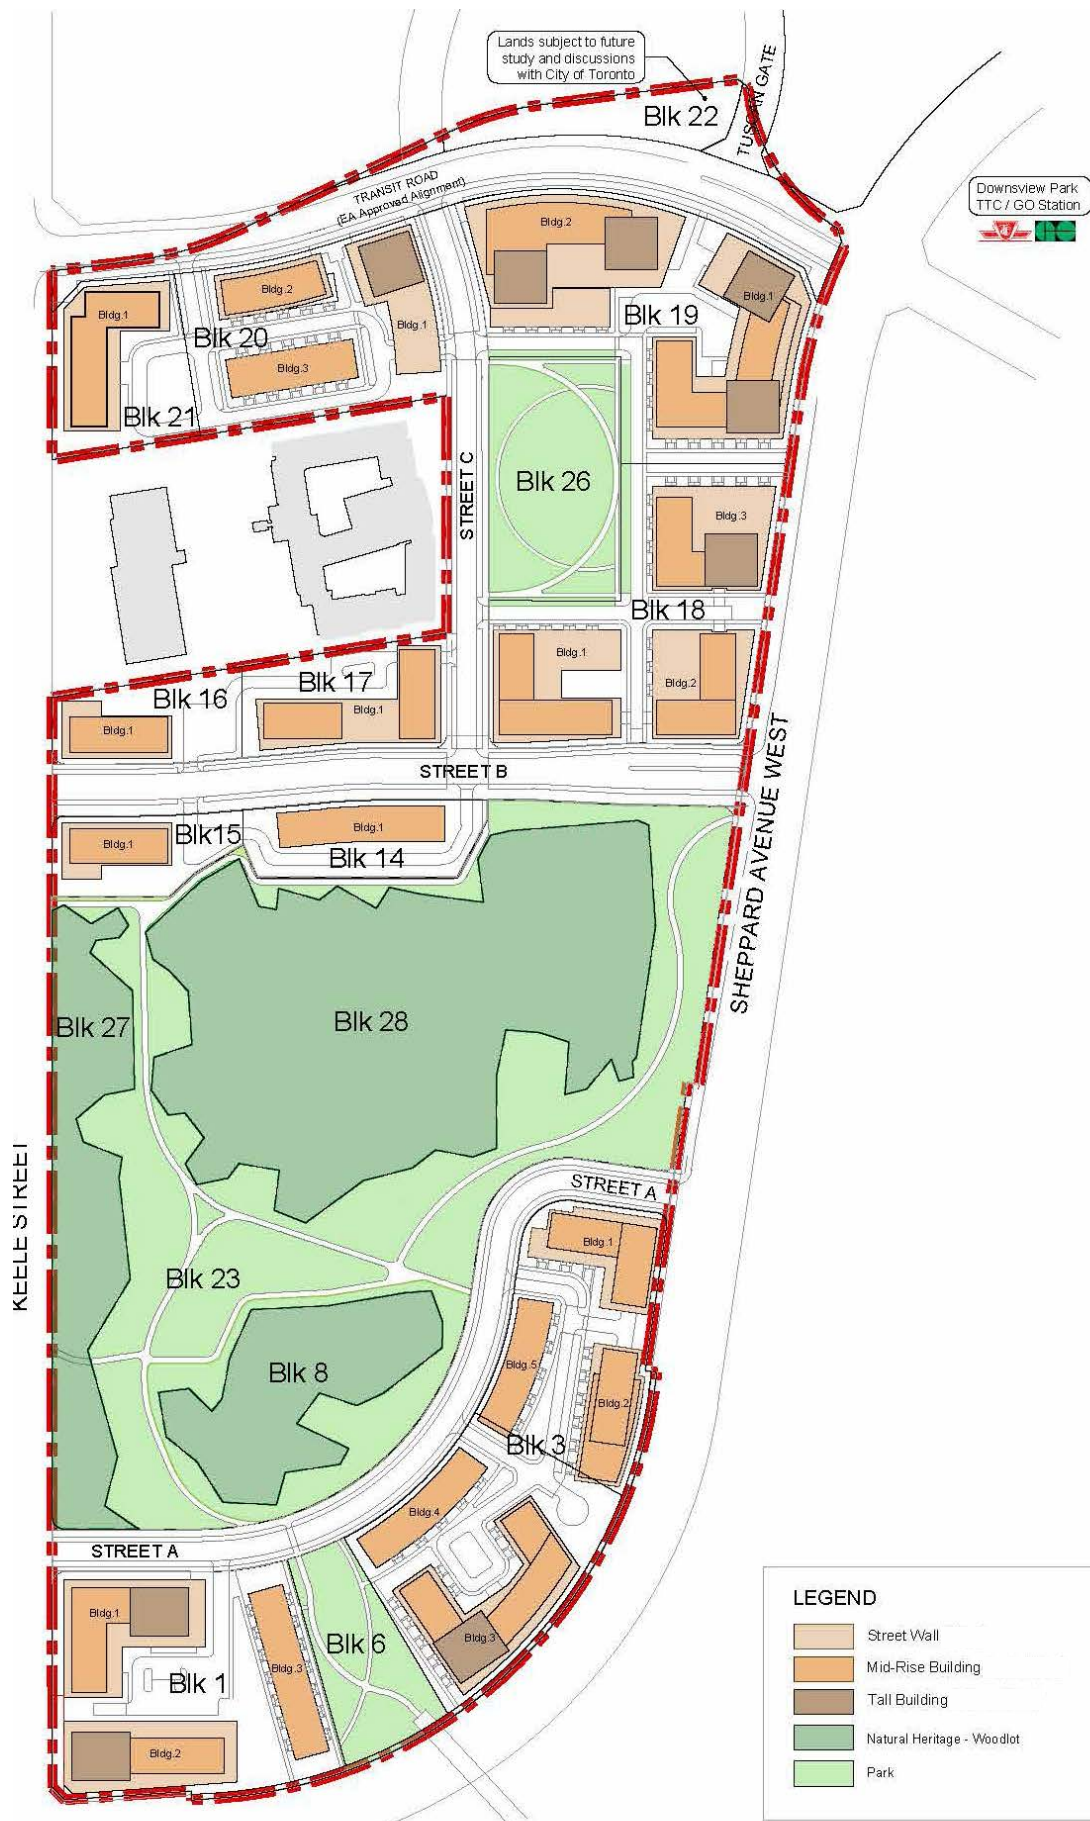 Lands subject to future
study and discussions
with City of Toronto
Blk 22
TUSCAN GATE
TRANSIT ROAD
(EA Approved Alignment)
Downsview Park
TTC / GO Station
Bldg.2
Bldg.1
Bldg.2
Bldg.1
Bldg.1
Blk 19
Blk 20
Bldg.3
Blk 21
STREET C
Blk 26
Bldg.3
Blk 18
Bldg.1
Bldg.2
Blk 17
Blk 16
Bldg.1
Bldg.1
STREET B
SHEPPARD AVENUE WEST
Bldg.1
Blk15
Bldg.1
Blk 14
Blk 27
Blk 28
KEELE STREET
STREET A
Bldg.1
Blk 23
Blk 8
Bldg.5
Bldg.2
Blk 3
Bldg.4
STREET A
Bldg.1
Bldg.3
Blk 6
Bldg.3
Blk 1
Bldg.2
LEGEND
Street Wall
Mid-Rise Building
Tall Building
Natural Heritage - Woodlot
Park